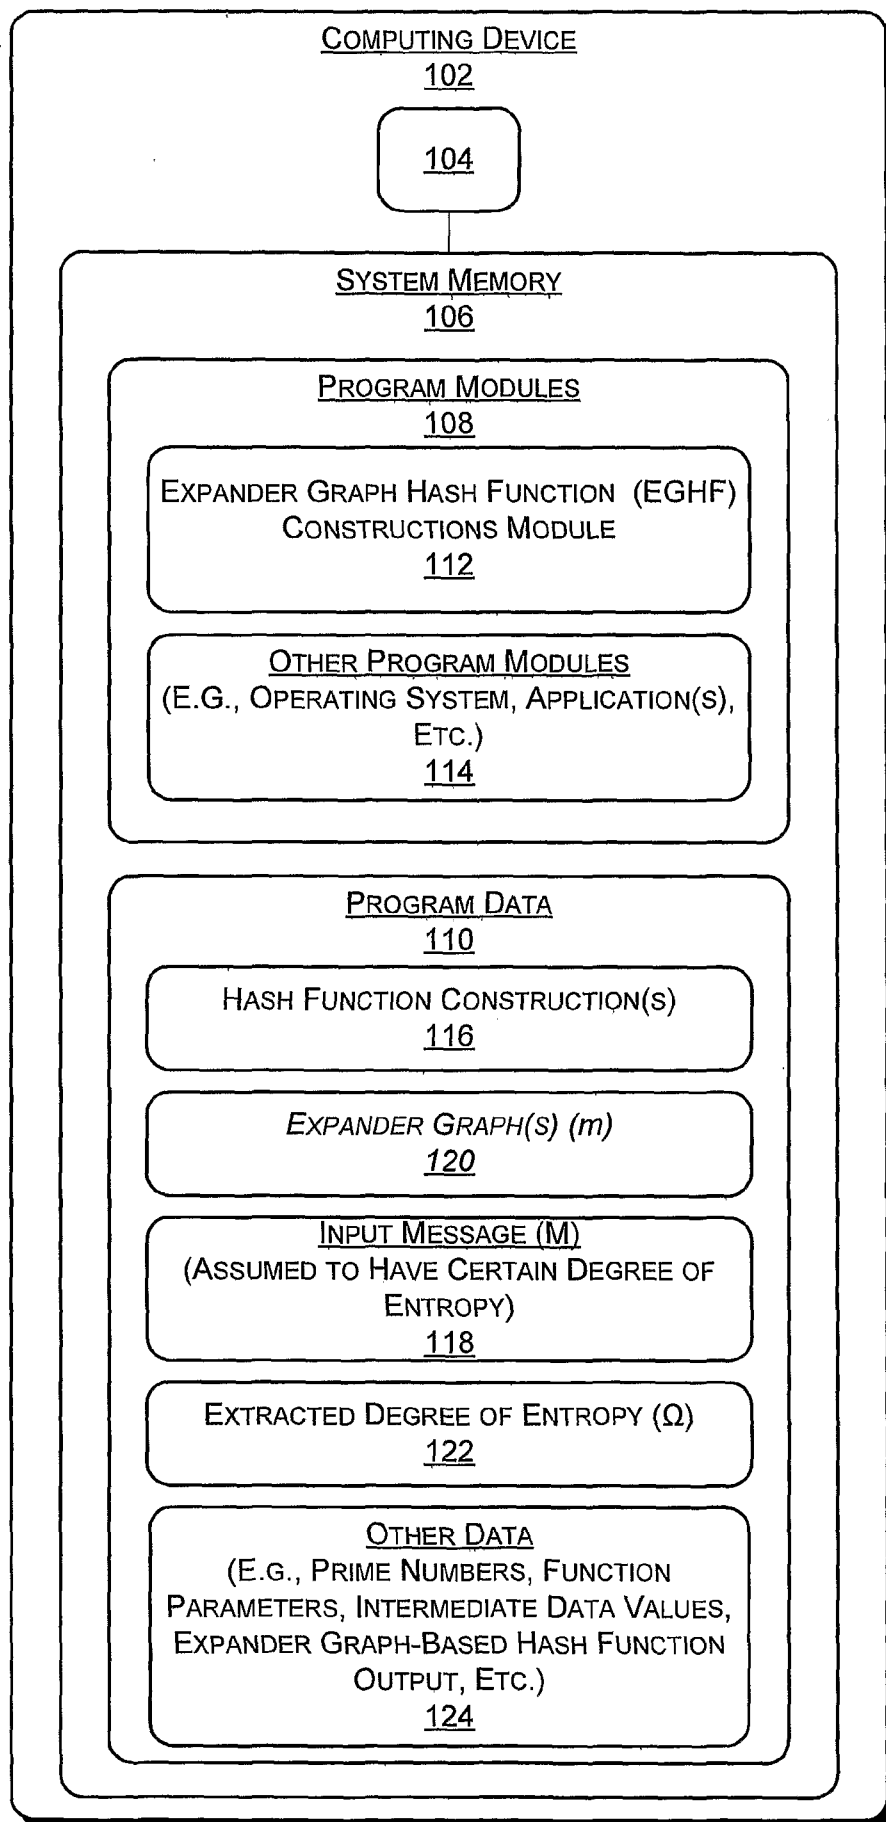 COMPUTING DEVICE
102
104
SYSTEM MEMORY
106
PROGRAM MODULES
108
EXPANDER GRAPH HASH FUNCTION (EGHF)
CONSTRUCTIONS MODULE
112
OTHER PROGRAM MODULES
(E.G., OPERATING SYSTEM, APPLICATION(S),
ETC.)
114
PROGRAM DATA
110
HASH FUNCTION CONSTRUCTION(S)
116
EXPANDER GRAPH(S) (m)
120
INPUT MESSAGE (M)
(ASSUMED TO HAVE CERTAIN DEGREE OF
ENTROPY)
118
EXTRACTED DEGREE OF ENTROPY (Ω)
122
OTHER DATA
(E.G., PRIME NUMBERS, FUNCTION
PARAMETERS, INTERMEDIATE DATA VALUES,
EXPANDER GRAPH-BASED HASH FUNCTION
OUTPUT, ETC.)
124